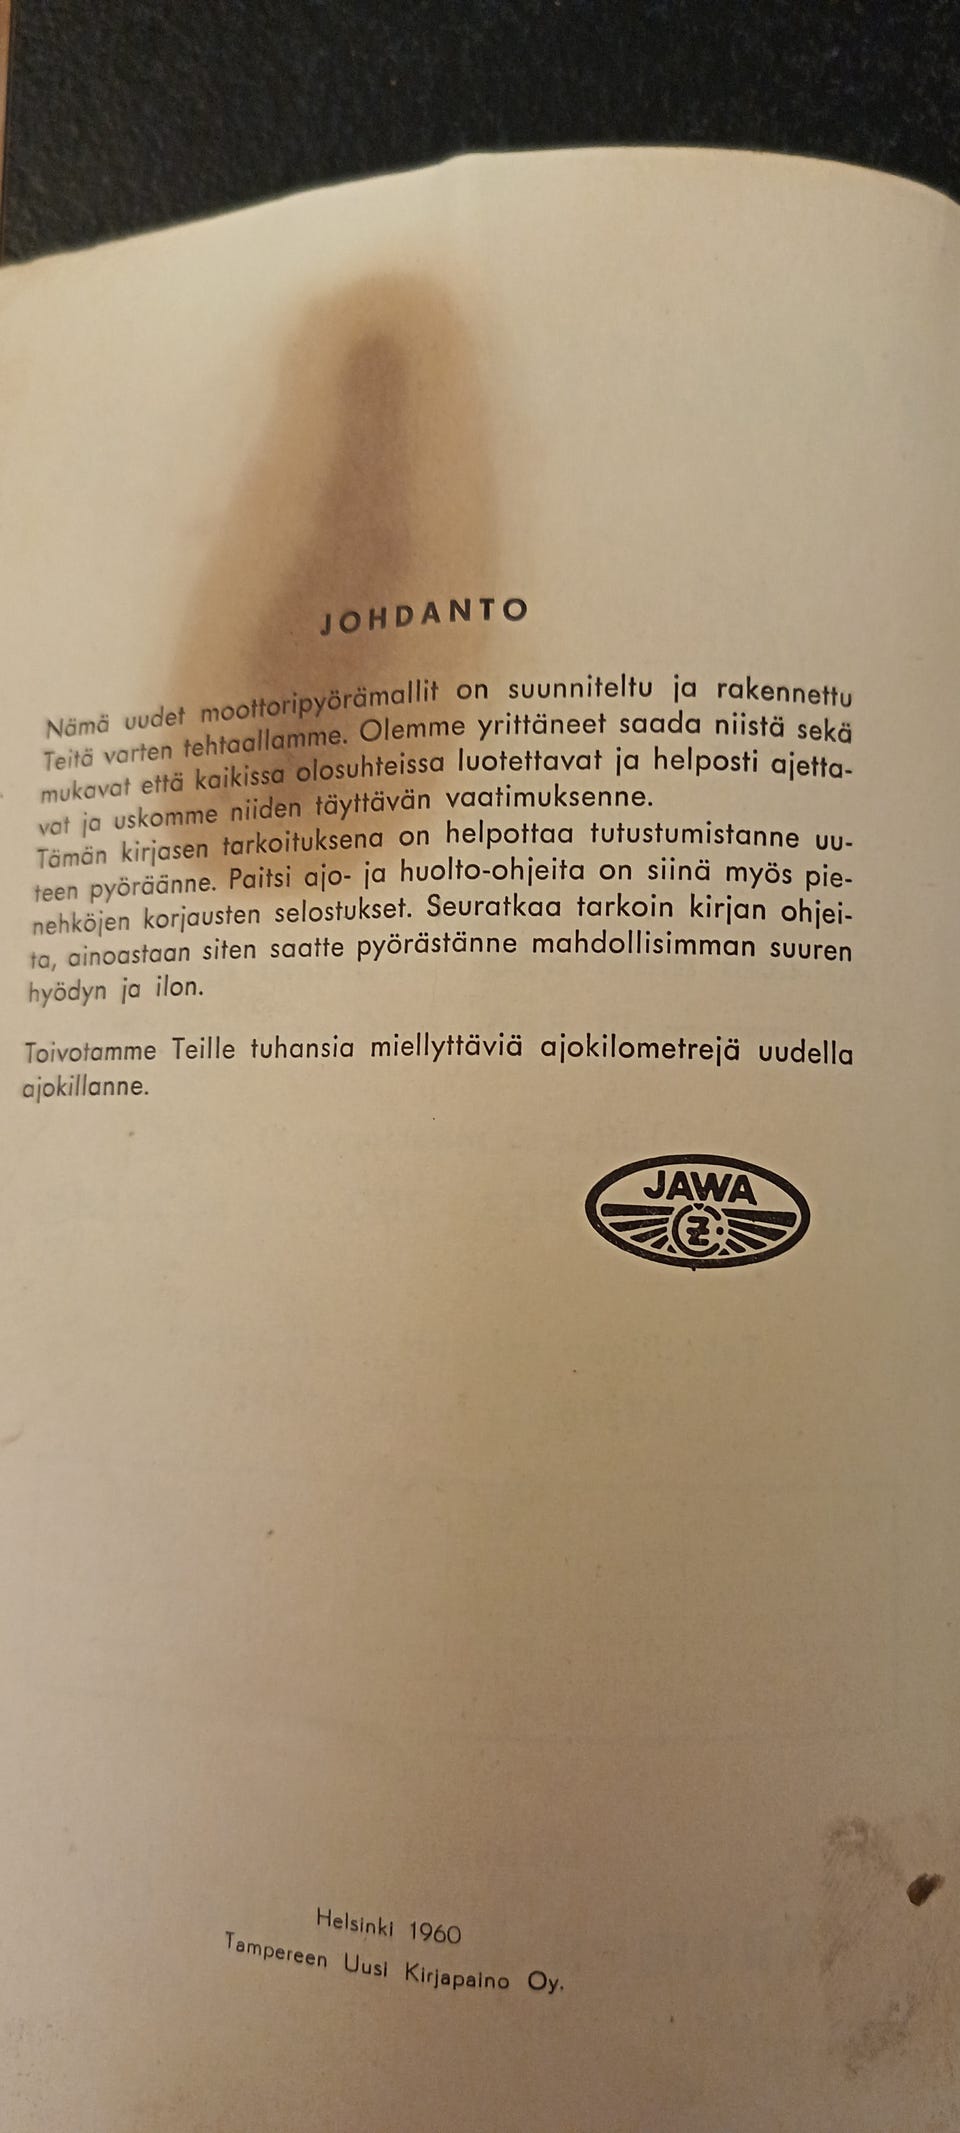 JOHDANTO
Nämä uudet moottoripyörämallit on suunniteltu ja rakennettu
Teitä varten tehtaallamme. Olemme yrittäneet saada niistä sekä
mukavat että kaikissa olosuhteissa luotettavat ja helposti ajetta-
vat ja uskomme niiden täyttävän vaatimuksenne.
Tämän kirjasen tarkoituksena on helpottaa tutustumistanne uu-
teen pyöräänne. Paitsi ajo- ja huolto-ohjeita on siinä myös pie-
nehköjen korjausten selostukset. Seuratkaa tarkoin kirjan ohjei-
ta, ainoastaan siten saatte pyörästänne mahdollisimman suuren
hyödyn ja ilon.
Toivotamme Teille tuhansia miellyttäviä ajokilometrejä uudella
ajokillanne.
JAWA
CZ
Helsinki 1960
Tampereen Uusi Kirjapaino Oy.